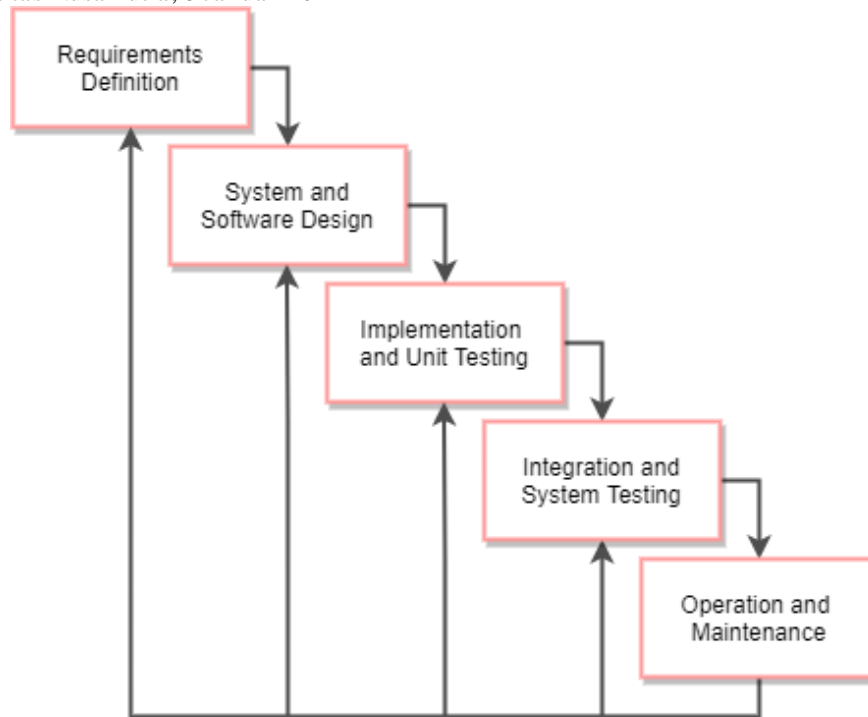 Requirements
Definition
System and
Software Design
Implementation
and Unit Testing
Integration and
System Testing
Operation and
Maintenance